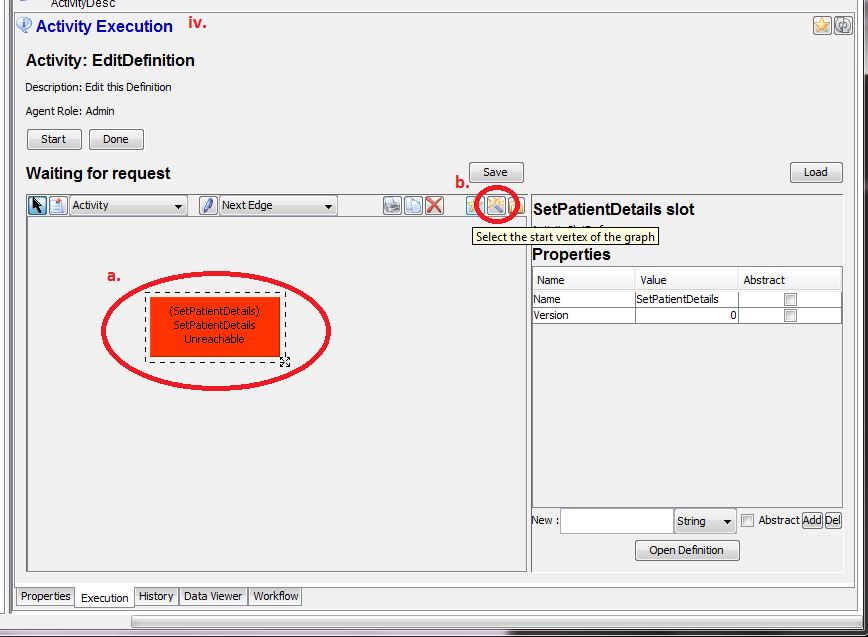 ActivityDesc
Activity Execution iv.
Activity: EditDefinition
Description: Edit this Definition
Agent Role: Admin
Start Done
Waiting for request
Save Load
b.
Activity Next Edge
SetPatientDetails slot
Select the start vertex of the graph
Properties
a.
Name Value Abstract
Name SetPatientDetails
Version 0
(SetPatientDetails)
SetPatientDetails
Unreachable
New : String Abstract Add Del
Open Definition
Properties Execution History Data Viewer Workflow